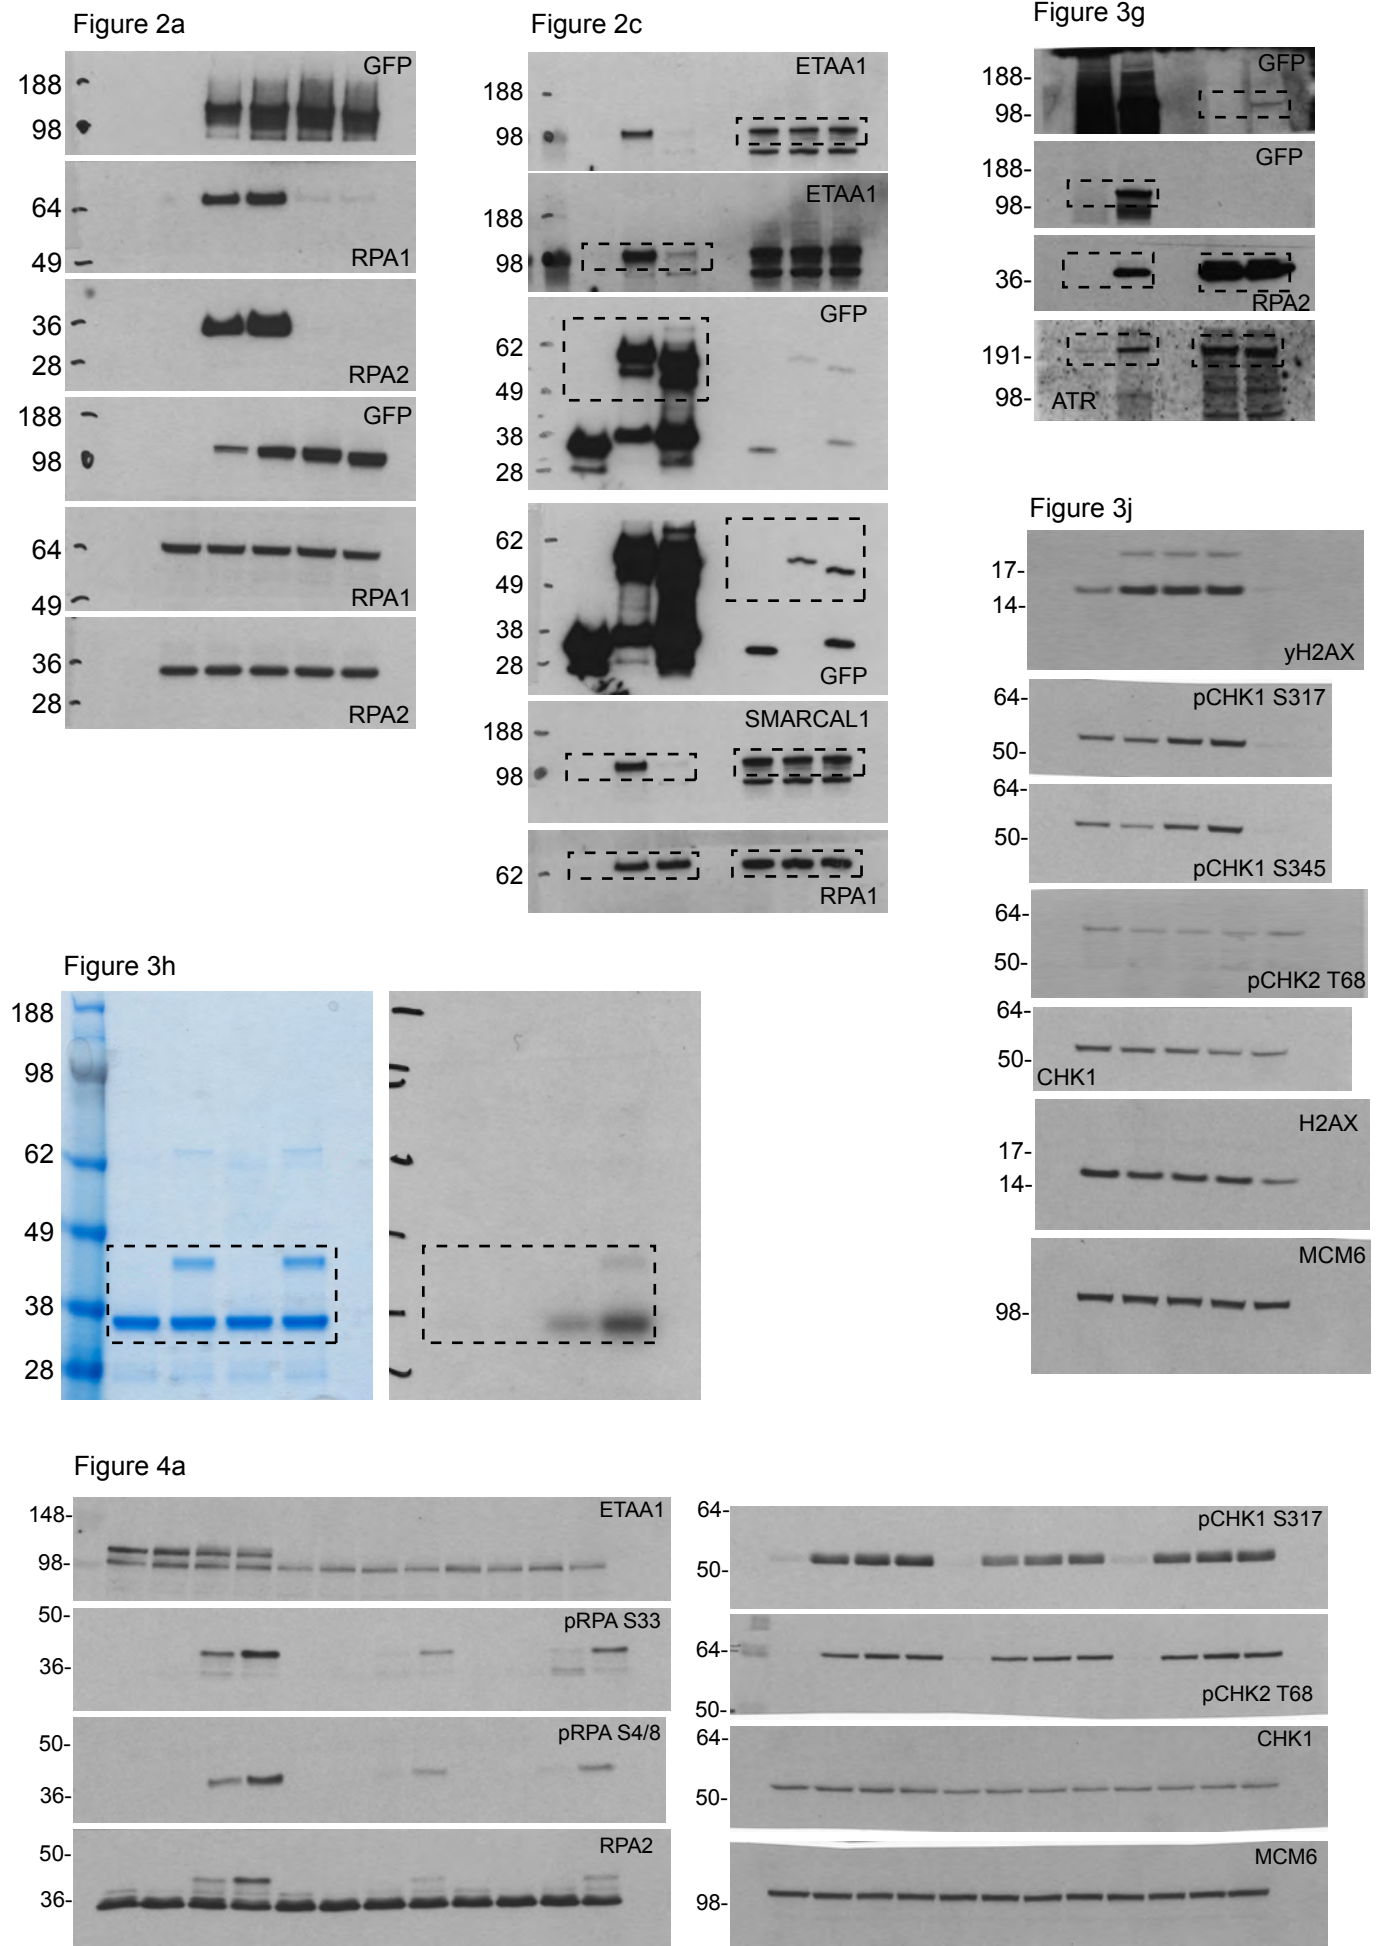 Figure 2a
GFP
188
98
64
49
RPA1
36
28
RPA2
GFP
188
98
64
49
RPA1
36
28
RPA2
Figure 2c
ETAA1
188
98
ETAA1
188
98
GFP
62
49
38
28
62
49
38
28
GFP
SMARCAL1
188
98
62
RPA1
Figure 3g
GFP
188-
98-
GFP
188-
98-
36-
RPA2
191-
98-
ATR
Figure 3j
17-
14-
yH2AX
64-
pCHK1 S317
50-
64-
50-
pCHK1 S345
64-
50-
pCHK2 T68
64-
50-
CHK1
H2AX
17-
14-
MCM6
98-
Figure 3h
188
98
62
49
38
28
Figure 4a
148-
ETAA1
98-
50-
pRPA S33
36-
pRPA S4/8
50-
36-
50-
RPA2
36-
64-
pCHK1 S317
50-
64-
pCHK2 T68
50-
64-
CHK1
50-
MCM6
98-